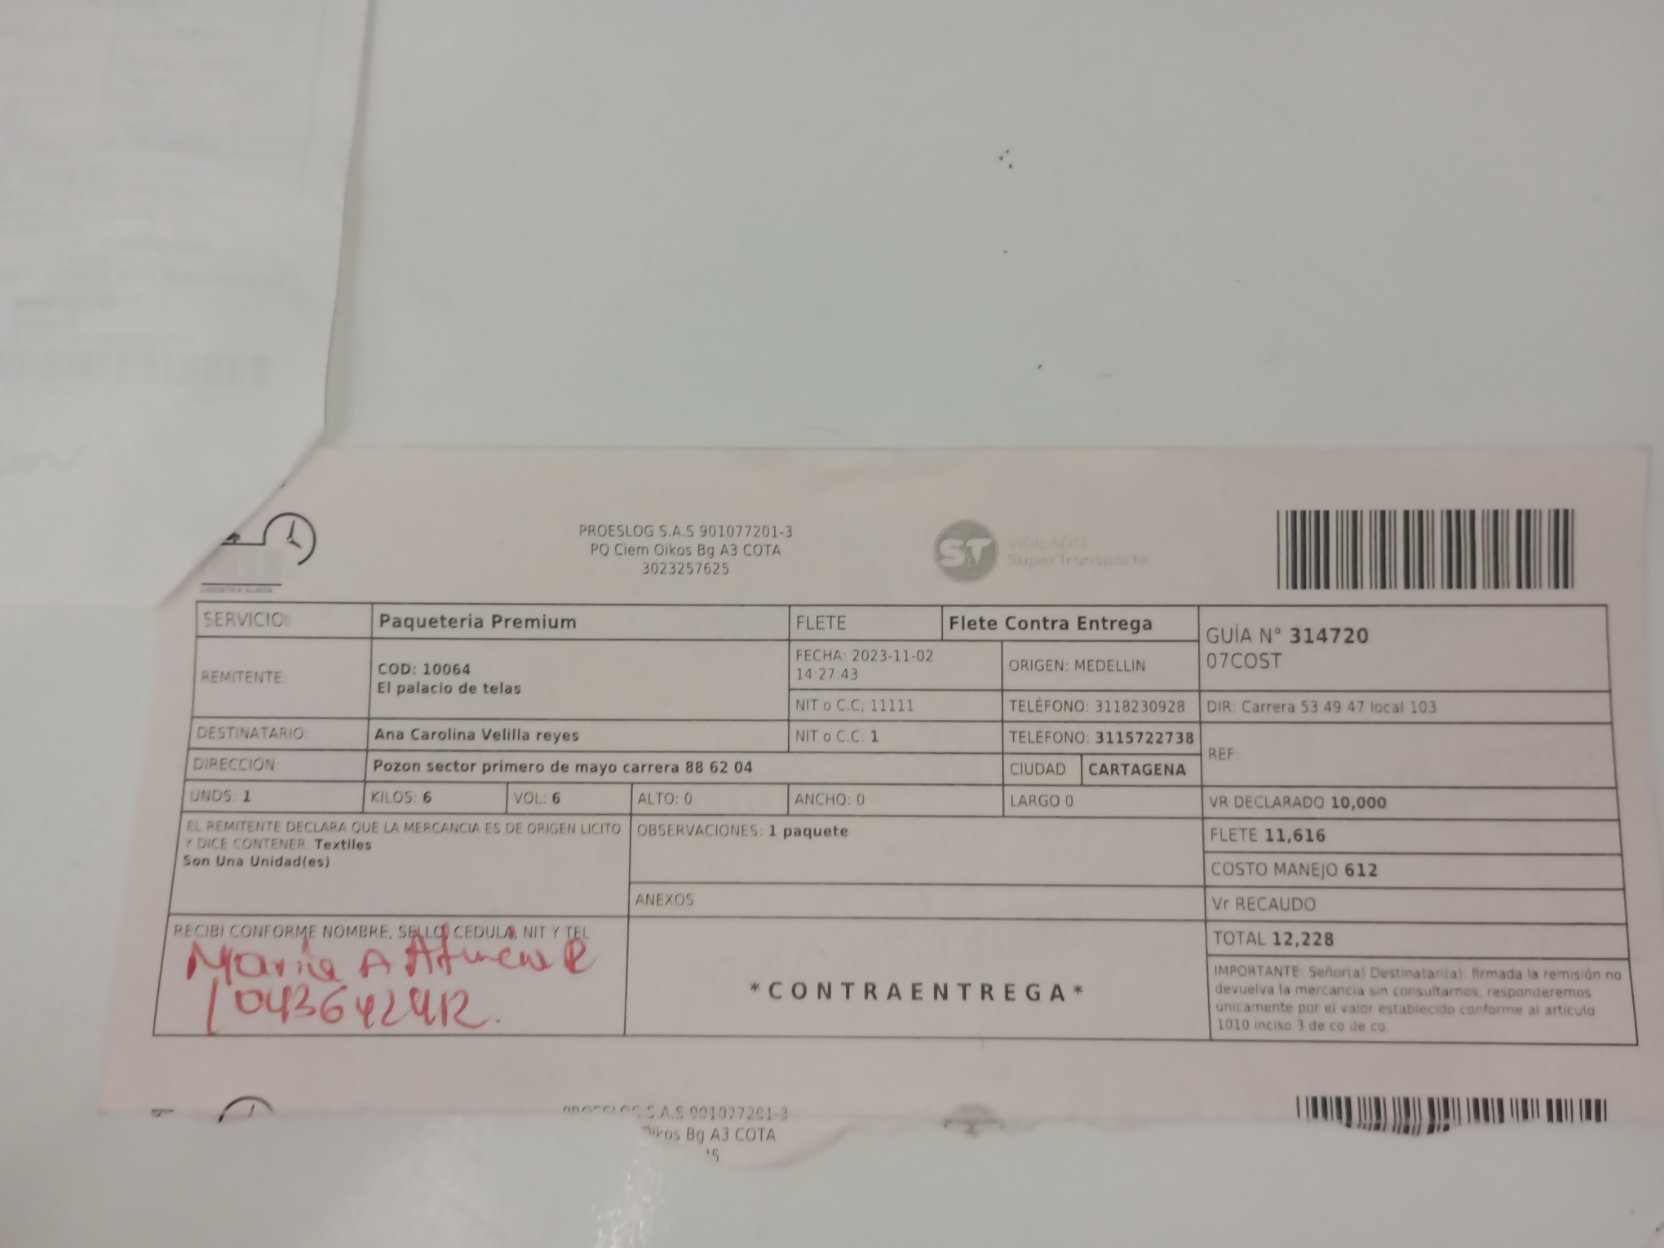 PROESLOG S.A.S 901077201-3
PQ Ciem Oikos Bg A3 COTA
3023257625
ST VIGILADO
SuperTransporte
SERVICIO: Paqueteria Premium FLETE Flete Contra Entrega
GUÍA N° 314720
07COST
REMITENTE: COD: 10064
El palacio de telas
FECHA: 2023-11-02
14:27:43
ORIGEN: MEDELLIN
NIT o C.C, 11111 TELÉFONO: 3118230928 DIR: Carrera 53 49 47 local 103
DESTINATARIO: Ana Carolina Velilla reyes NIT o C.C. 1 TELÉFONO: 3115722738
REF:
DIRECCIÓN: Pozon sector primero de mayo carrera 88 62 04 CIUDAD CARTAGENA
UNDS: 1 KILOS: 6 VOL: 6 ALTO: 0 ANCHO: 0 LARGO 0 VR DECLARADO 10,000
EL REMITENTE DECLARA QUE LA MERCANCIA ES DE ORIGEN LICITO
Y DICE CONTENER: Textiles
Son Una Unidad(es)
OBSERVACIONES: 1 paquete
FLETE 11,616
COSTO MANEJO 612
ANEXOS
Vr RECAUDO
RECIBÍ CONFORME NOMBRE, SELLO, CEDULA, NIT Y TEL
TOTAL 12,228
Maria A
1043642412.
*CONTRAENTREGA*
IMPORTANTE: Señor(a) Destinatari(a): firmada la remisión no
devuelva la mercancia sin consultarnos, responderemos
únicamente por el valor establecido conforme al articulo
1010 inciso 3 de co de co.
S.A.S 901077201-3
Oikos Bg A3 COTA